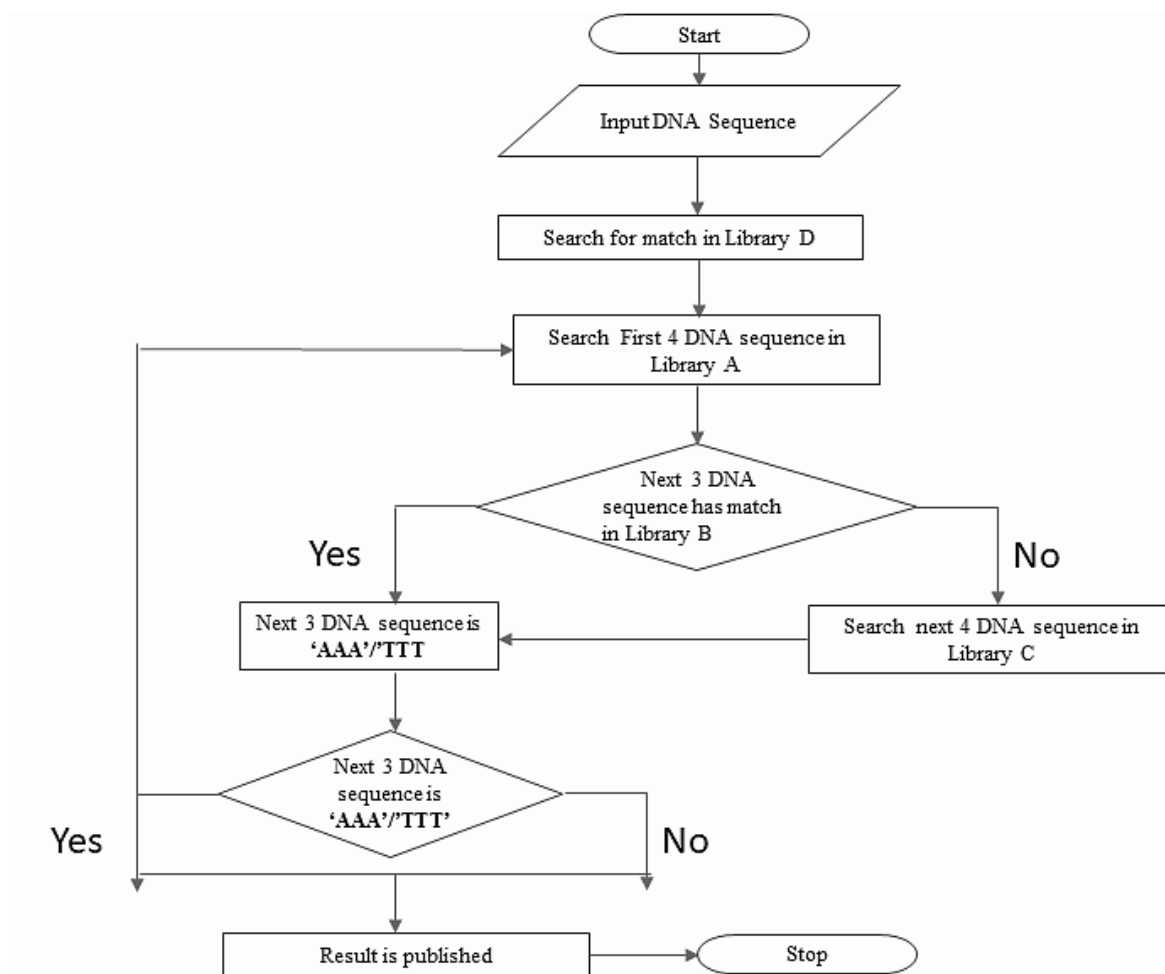 Start
Input DNA Sequence
Search for match in Library D
Search First 4 DNA sequence in
Library A
Next 3 DNA
sequence has match
in Library B
Yes
No
Next 3 DNA sequence is
‘AAA’/’TTT
Search next 4 DNA sequence in
Library C
Next 3 DNA
sequence is
‘AAA’/’TTT’
Yes
No
Result is published
Stop